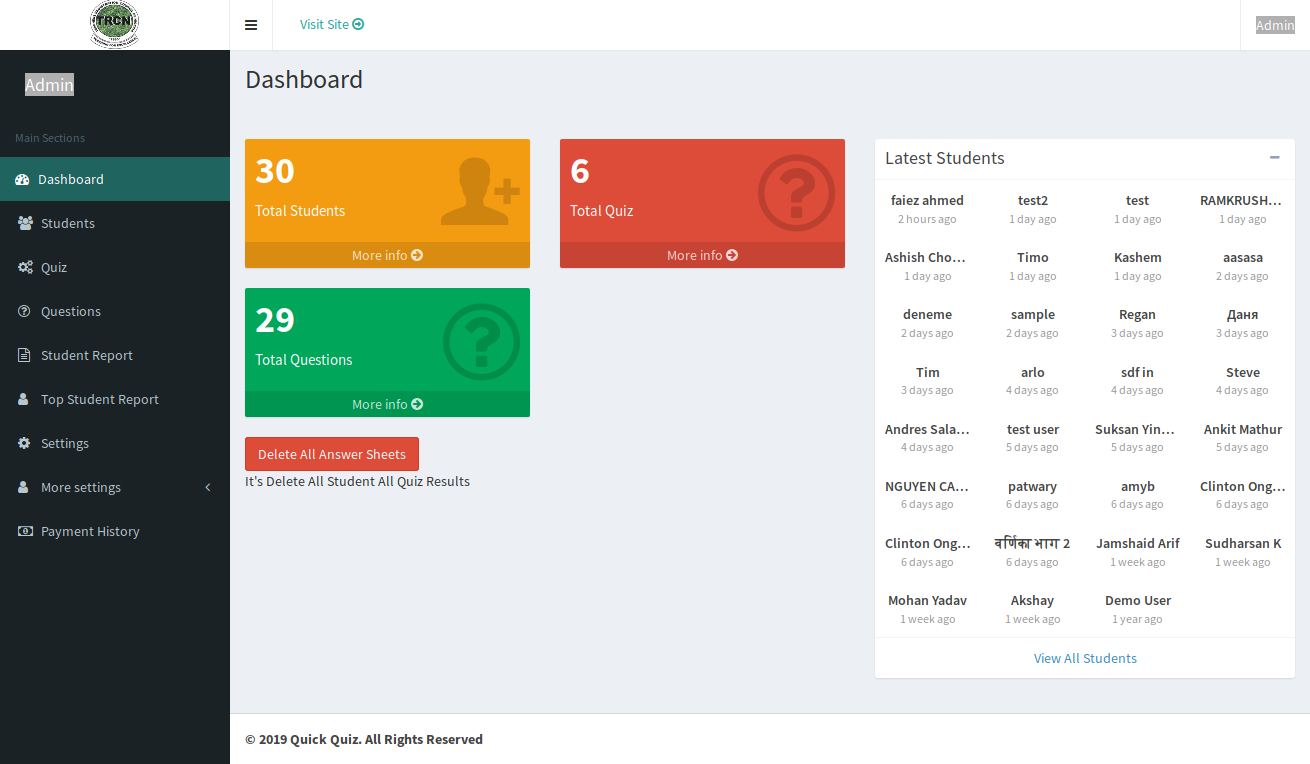 TRCN
Visit Site
Admin
Admin
Main Sections
Dashboard
Students
Quiz
Questions
Student Report
Top Student Report
Settings
More settings
Payment History
Dashboard
30
Total Students
More info
6
Total Quiz
More info
29
Total Questions
More info
Delete All Answer Sheets
It's Delete All Student All Quiz Results
Latest Students
faiez ahmed test2 test RAMKRUSH...
2 hours ago 1 day ago 1 day ago 1 day ago
Ashish Cho... Timo Kashem aasasa
1 day ago 1 day ago 1 day ago 2 days ago
deneme sample Regan Даня
2 days ago 2 days ago 3 days ago 3 days ago
Tim arlo sdf in Steve
3 days ago 4 days ago 4 days ago 4 days ago
Andres Sala... test user Suksan Yin... Ankit Mathur
4 days ago 5 days ago 5 days ago 5 days ago
NGUYEN CA... patwary amyb Clinton Ong...
6 days ago 6 days ago 6 days ago 6 days ago
Clinton Ong... वर्णिका भाग 2 Jamshaid Arif Sudharsan K
6 days ago 6 days ago 1 week ago 1 week ago
Mohan Yadav Akshay Demo User
1 week ago 1 week ago 1 year ago
View All Students
© 2019 Quick Quiz. All Rights Reserved